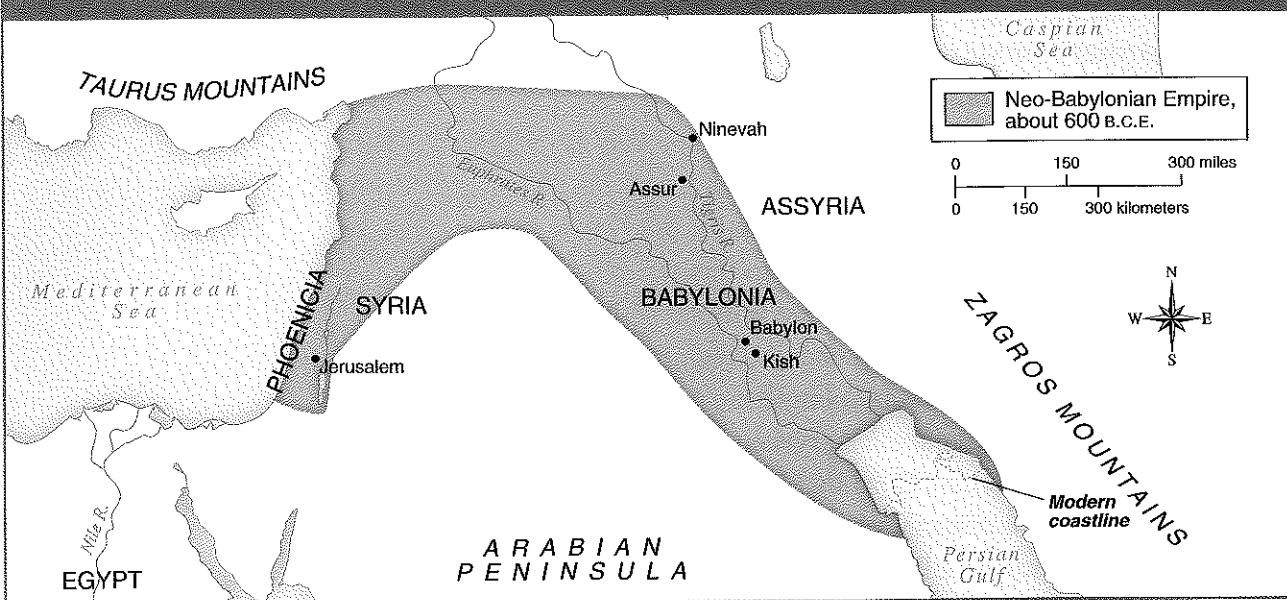 Caspian
Sea
TAURUS MOUNTAINS
Neo-Babylonian Empire,
about 600 B.C.E.
0 150 300 miles
0 150 300 kilometers
Ninevah
Euphrates R.
Assur
Tigris R.
ASSYRIA
Mediterranean
Sea
PHOENICIA
SYRIA
BABYLONIA
Babylon
Kish
Jerusalem
N
W E
S
ZAGROS MOUNTAINS
Modern
coastline
Nile R.
EGYPT
ARABIAN
PENINSULA
Persian
Gulf